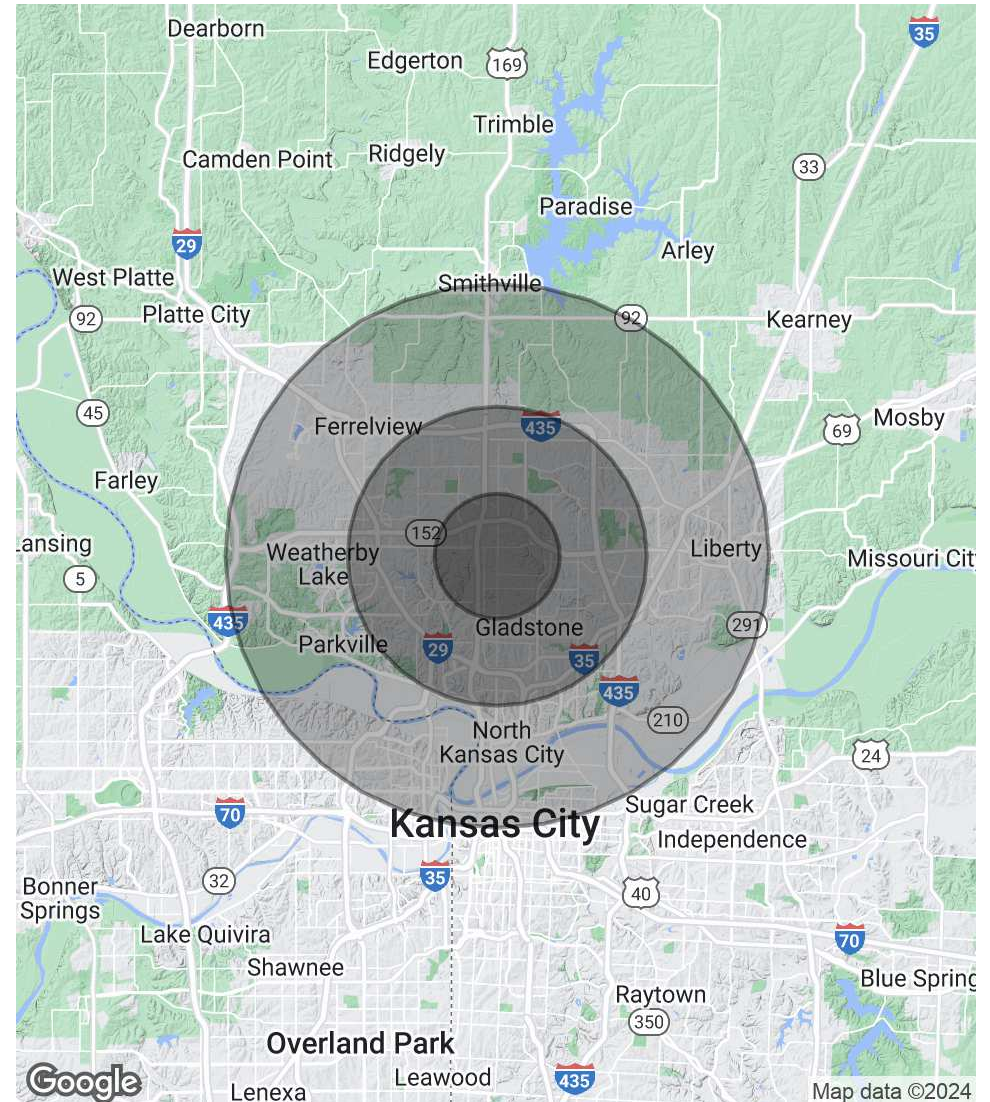 Dearborn
35
Edgerton
169
Trimble
Camden Point
Ridgely
33
Paradise
29
Arley
West Platte
Smithville
92
Platte City
92
Kearney
45
Ferrelview
435
69
Mosby
Farley
152
Lansing
Weatherby
Lake
Liberty
Missouri Cit
5
435
Gladstone
291
Parkville
29
35
435
210
North
Kansas City
24
70
Sugar Creek
Kansas City
Independence
35
32
40
Bonner
Springs
Lake Quivira
70
Shawnee
Blue Spring
Raytown
350
Overland Park
Google
Leawood
435
Lenexa
Map data ©2024